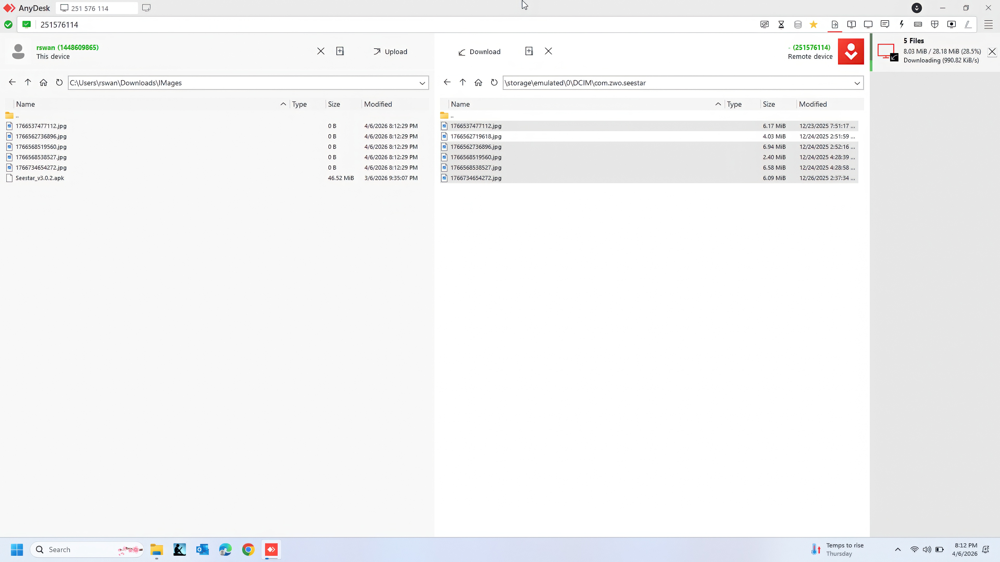 AnyDesk
251 576 114
251576114
1
rswan (1448609865)
This device
Upload
Download
- (251576114)
Remote device
5 Files
8.03 MiB / 28.18 MiB (28.5%)
Downloading (990.82 KiB/s)
C:\Users\rswan\Downloads\IMages
\storage\emulated\0\DCIM\com.zwo.seestar
Name Type Size Modified
..
1766537477112.jpg 0 B 4/6/2026 8:12:29 PM
1766562736896.jpg 0 B 4/6/2026 8:12:29 PM
1766568519560.jpg 0 B 4/6/2026 8:12:29 PM
1766568538527.jpg 0 B 4/6/2026 8:12:29 PM
1766734654272.jpg 0 B 4/6/2026 8:12:29 PM
Seestar_v3.0.2.apk 46.52 MiB 3/6/2026 9:35:07 PM
Name Type Size Modified
..
1766537477112.jpg 6.17 MiB 12/23/2025 7:51:17 ...
1766562719618.jpg 4.03 MiB 12/24/2025 2:51:59 ...
1766562736896.jpg 6.94 MiB 12/24/2025 2:52:16 ...
1766568519560.jpg 2.40 MiB 12/24/2025 4:28:39 ...
1766568538527.jpg 6.58 MiB 12/24/2025 4:28:58 ...
1766734654272.jpg 6.09 MiB 12/26/2025 2:37:34 ...
Search
Temps to rise
Thursday
8:12 PM
4/6/2026